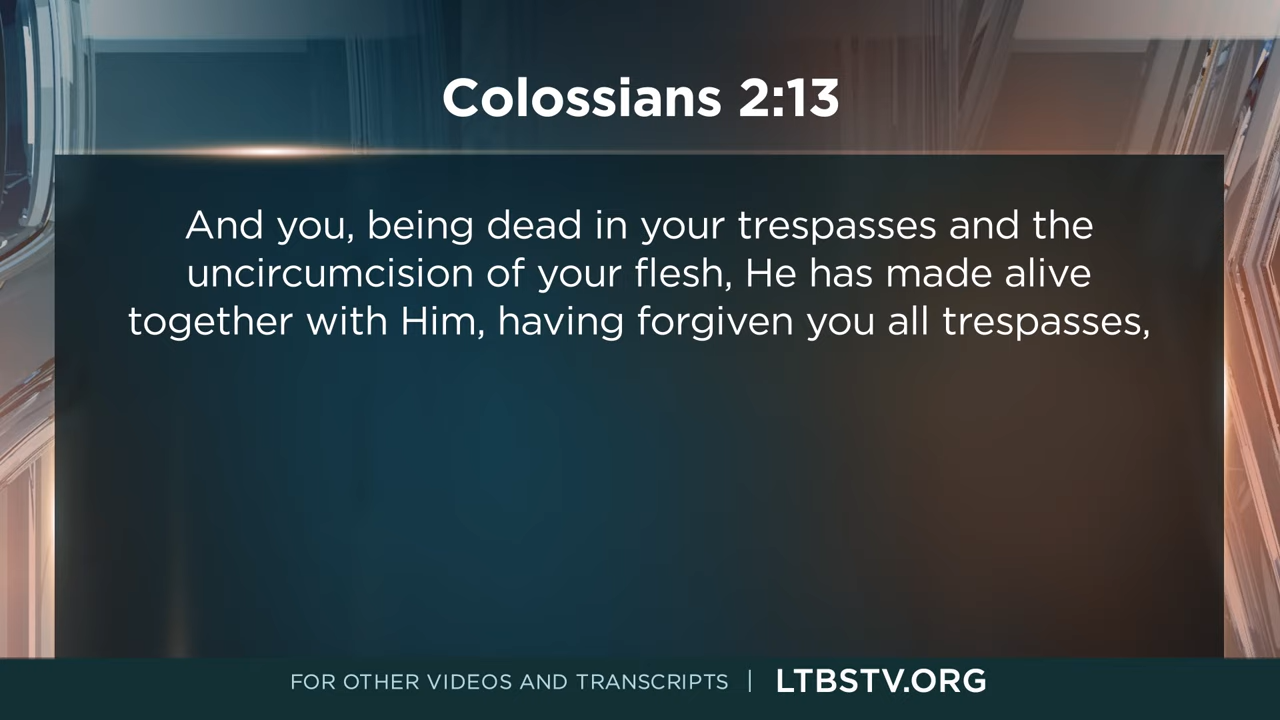 Colossians 2:13
And you, being dead in your trespasses and the
uncircumcision of your flesh, He has made alive
together with Him, having forgiven you all trespasses,
FOR OTHER VIDEOS AND TRANSCRIPTS | LTBSTV.ORG